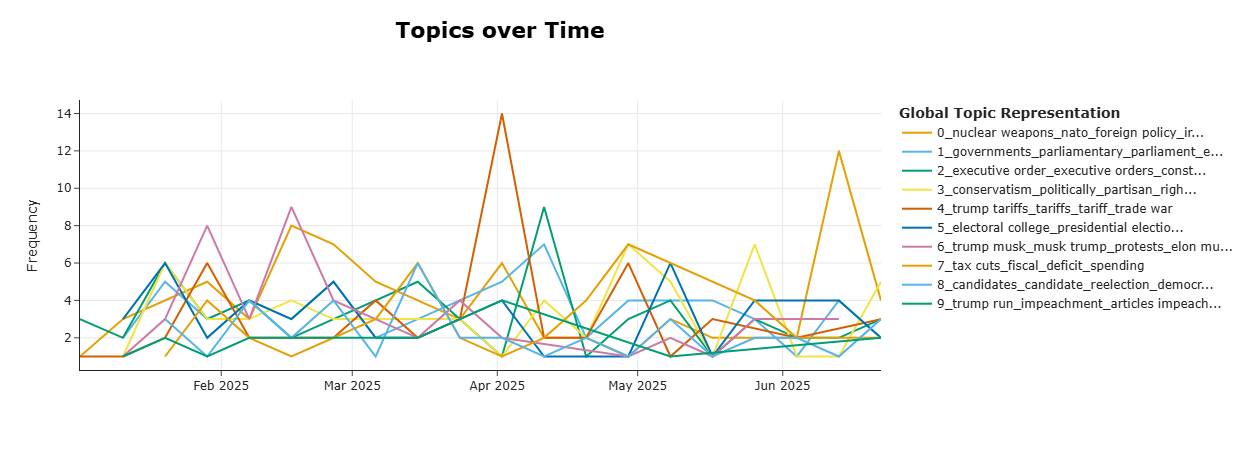 Topics over Time
Global Topic Representation
0_nuclear weapons_nato_foreign policy_ir...
1_governments_parliamentary_parliament_e...
2_executive order_executive orders_const...
3_conservatism_politically_partisan_righ...
4_trump tariffs_tariffs_tariff_trade war
5_electoral college_presidential electio...
6_trump musk_musk trump_protests_elon mu...
7_tax cuts_fiscal_deficit_spending
8_candidates_candidate_reelection_democr...
9_trump run_impeachment_articles impeach...
Frequency
14
12
10
8
6
4
2
Feb 2025
Mar 2025
Apr 2025
May 2025
Jun 2025